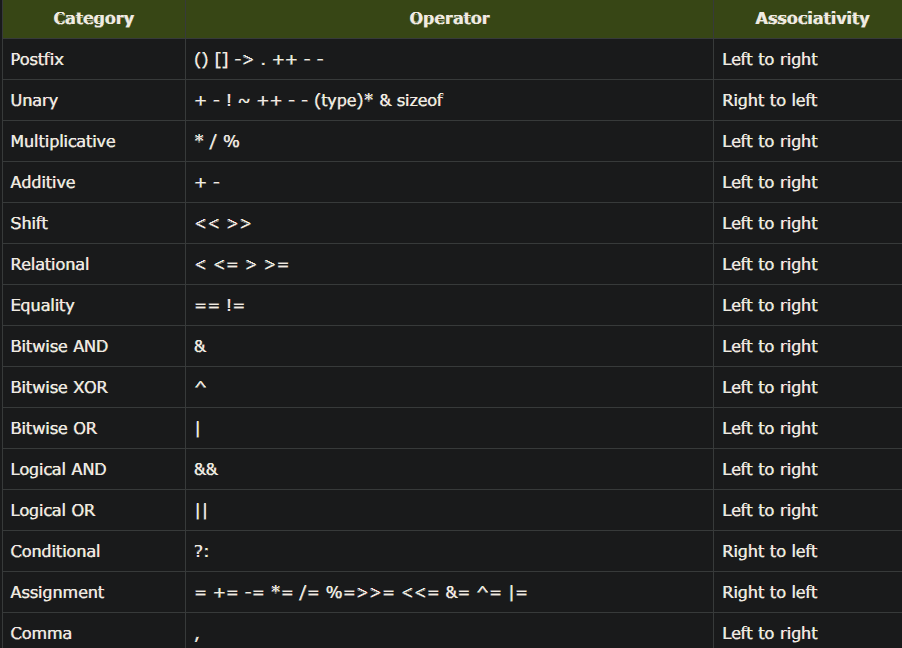 Category Operator Associativity
Postfix () [] -> . ++ - - Left to right
Unary + - ! ~ ++ - - (type)* & sizeof Right to left
Multiplicative * / % Left to right
Additive + - Left to right
Shift << >> Left to right
Relational < <= > >= Left to right
Equality == != Left to right
Bitwise AND & Left to right
Bitwise XOR ^ Left to right
Bitwise OR | Left to right
Logical AND && Left to right
Logical OR || Left to right
Conditional ?: Right to left
Assignment = += -= *= /= %=>>= <<= &= ^= |= Right to left
Comma , Left to right